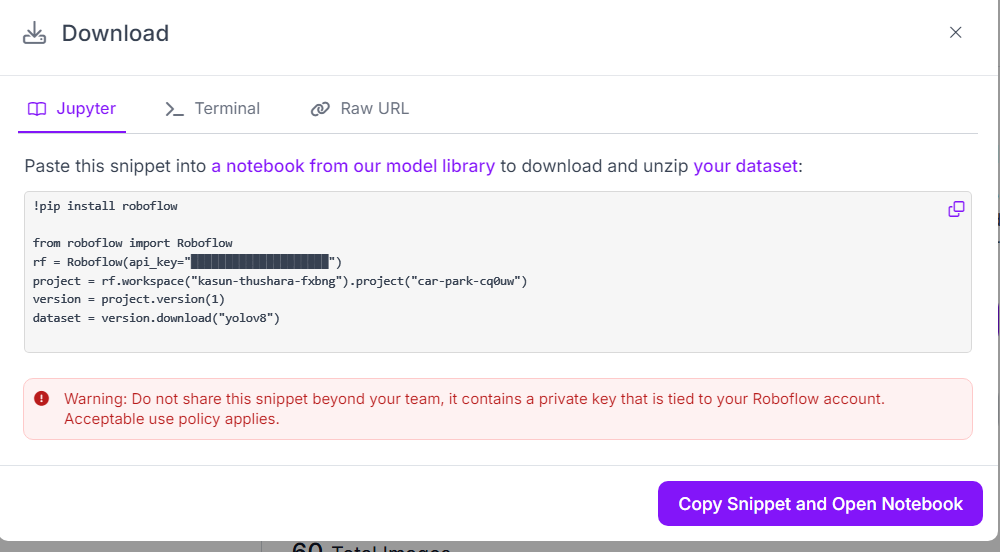 Download
Jupyter
Terminal
Raw URL
Paste this snippet into a notebook from our model library to download and unzip your dataset:
!pip install roboflow
from roboflow import Roboflow
rf = Roboflow(api_key="████████████████████")
project = rf.workspace("kasun-thushara-fxbng").project("car-park-cq0uw")
version = project.version(1)
dataset = version.download("yolov8")
Warning: Do not share this snippet beyond your team, it contains a private key that is tied to your Roboflow account.
Acceptable use policy applies.
Copy Snippet and Open Notebook
60 Total Images